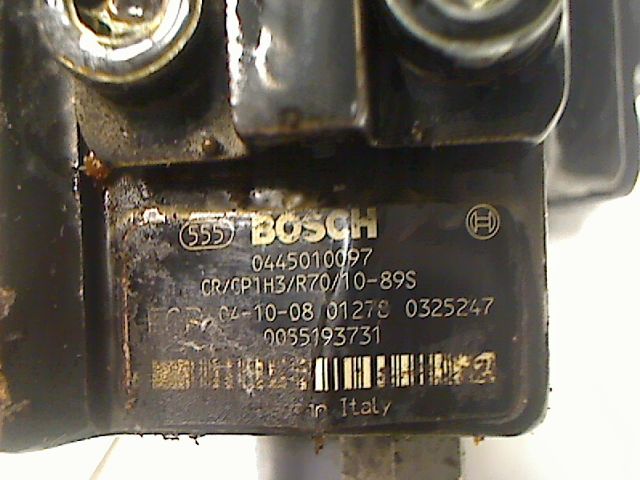 555 BOSCH
0445010097
CR/CP1H3/R70/10-89S
04-10-08 01278 0325247
0055193731
in Italy